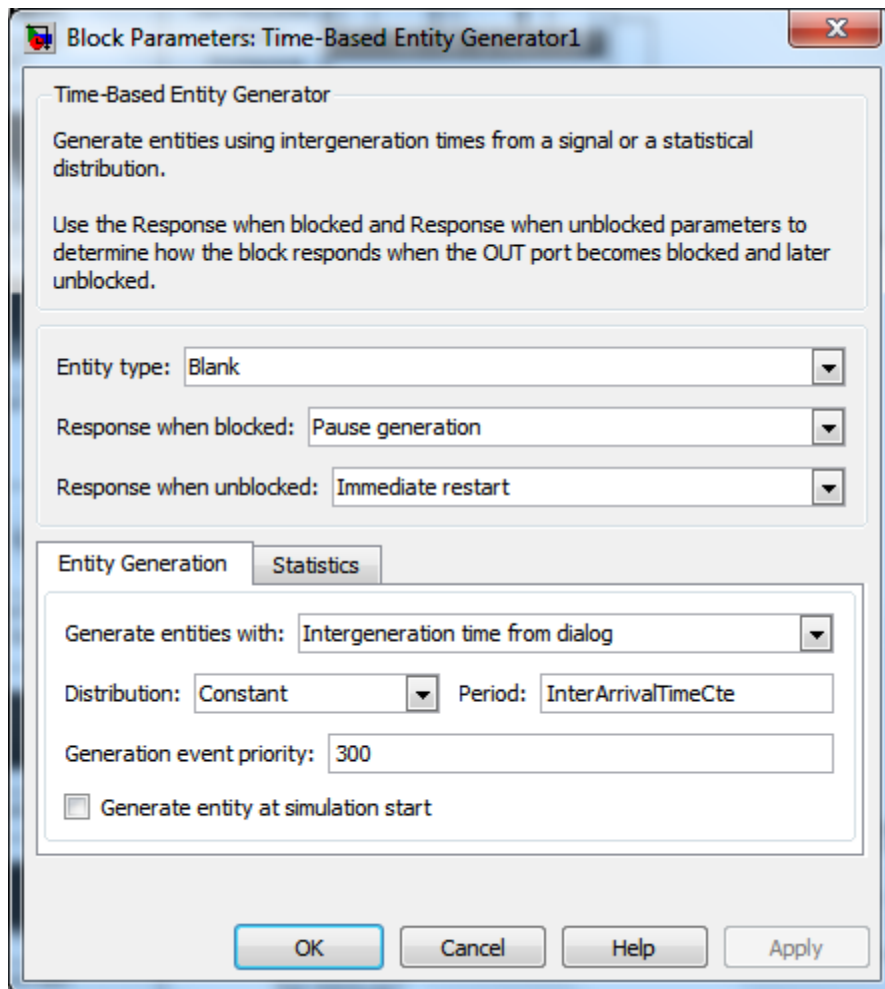 Block Parameters: Time-Based Entity Generator1
Time-Based Entity Generator
Generate entities using intergeneration times from a signal or a statistical
distribution.
Use the Response when blocked and Response when unblocked parameters to
determine how the block responds when the OUT port becomes blocked and later
unblocked.
Entity type: Blank
Response when blocked: Pause generation
Response when unblocked: Immediate restart
Entity Generation Statistics
Generate entities with: Intergeneration time from dialog
Distribution: Constant Period: InterArrivalTimeCte
Generation event priority: 300
Generate entity at simulation start
OK Cancel Help Apply